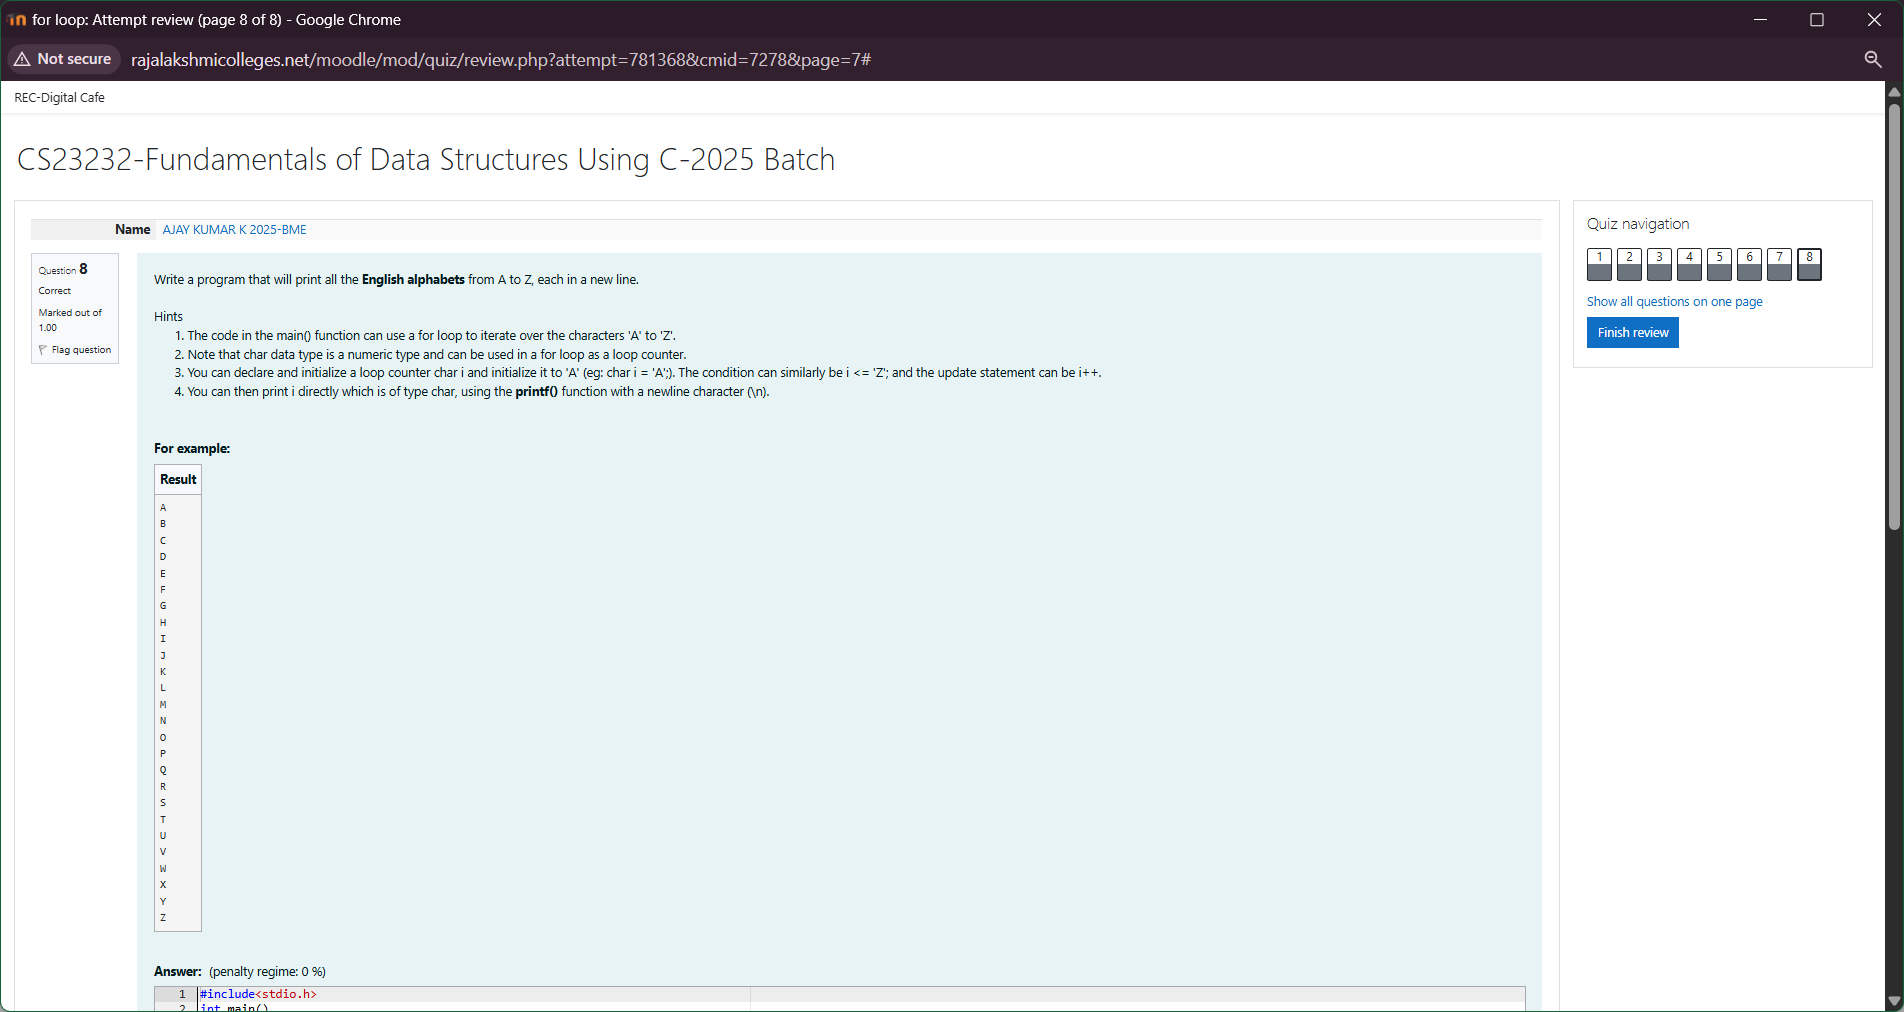 for loop: Attempt review (page 8 of 8) - Google Chrome
Not secure
rajalakshmicolleges.net/moodle/mod/quiz/review.php?attempt=781368&cmid=7278&page=7#
REC-Digital Cafe
CS23232-Fundamentals of Data Structures Using C-2025 Batch
Name AJAY KUMAR K 2025-BME
Question 8
Correct
Marked out of
1.00
Flag question
Write a program that will print all the English alphabets from A to Z, each in a new line.
Hints
1. The code in the main() function can use a for loop to iterate over the characters 'A' to 'Z'.
2. Note that char data type is a numeric type and can be used in a for loop as a loop counter.
3. You can declare and initialize a loop counter char i and initialize it to 'A' (eg: char i = 'A';). The condition can similarly be i <= 'Z'; and the update statement can be i++.
4. You can then print i directly which is of type char, using the printf() function with a newline character (\n).
For example:
Result
A
B
C
D
E
F
G
H
I
J
K
L
M
N
O
P
Q
R
S
T
U
V
W
X
Y
Z
Answer: (penalty regime: 0 %)
1 #include<stdio.h>
2 int main()
Quiz navigation
1 2 3 4 5 6 7 8
Show all questions on one page
Finish review